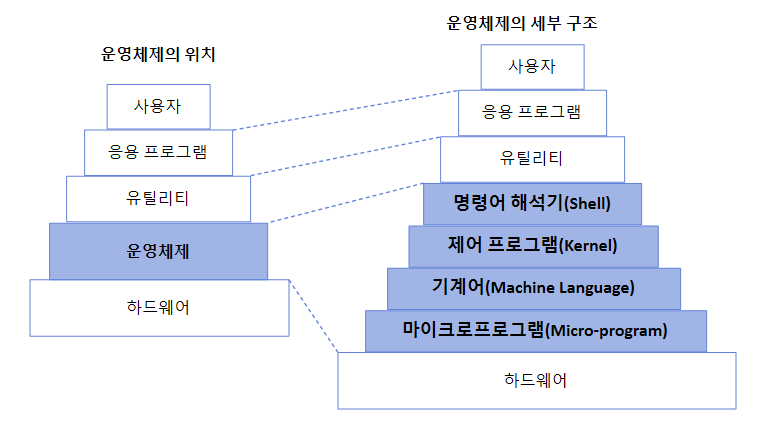 운영체제의 위치
사용자
응용 프로그램
유틸리티
운영체제
하드웨어
운영체제의 세부 구조
사용자
응용 프로그램
유틸리티
명령어 해석기(Shell)
제어 프로그램(Kernel)
기계어(Machine Language)
마이크로프로그램(Micro-program)
하드웨어